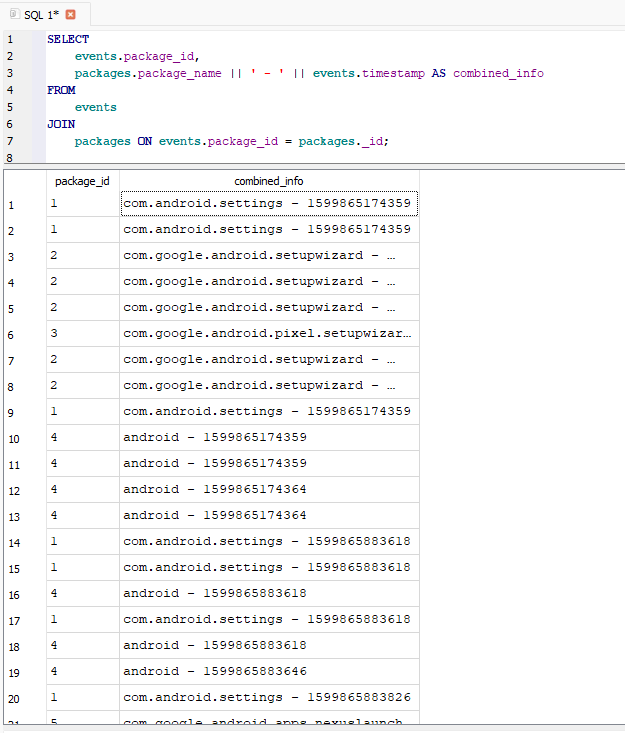 SQL 1*
1 SELECT
2 events.package_id,
3 packages.package_name || ' - ' || events.timestamp AS combined_info
4 FROM
5 events
6 JOIN
7 packages ON events.package_id = packages._id;
8
package_id combined_info
1 1 com.android.settings - 1599865174359
2 1 com.android.settings - 1599865174359
3 2 com.google.android.setupwizard - …
4 2 com.google.android.setupwizard - …
5 2 com.google.android.setupwizard - …
6 3 com.google.android.pixel.setupwizar…
7 2 com.google.android.setupwizard - …
8 2 com.google.android.setupwizard - …
9 1 com.android.settings - 1599865174359
10 4 android - 1599865174359
11 4 android - 1599865174359
12 4 android - 1599865174364
13 4 android - 1599865174364
14 1 com.android.settings - 1599865883618
15 1 com.android.settings - 1599865883618
16 4 android - 1599865883618
17 1 com.android.settings - 1599865883618
18 4 android - 1599865883618
19 4 android - 1599865883646
20 1 com.android.settings - 1599865883826
21 5 com.google.android.apps.nexuslaunch…